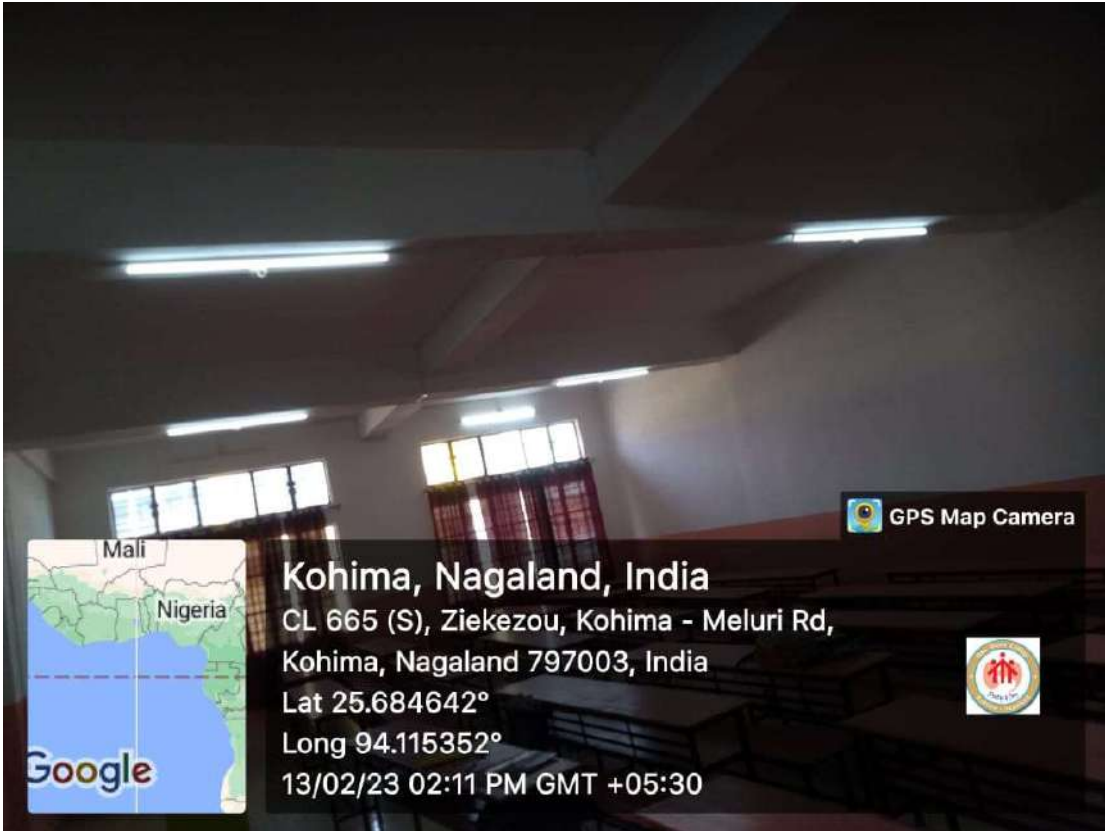 GPS Map Camera
Mali
Nigeria
Google
Kohima, Nagaland, India
CL 665 (S), Ziekezou, Kohima - Meluri Rd,
Kohima, Nagaland 797003, India
Lat 25.684642°
Long 94.115352°
13/02/23 02:11 PM GMT +05:30